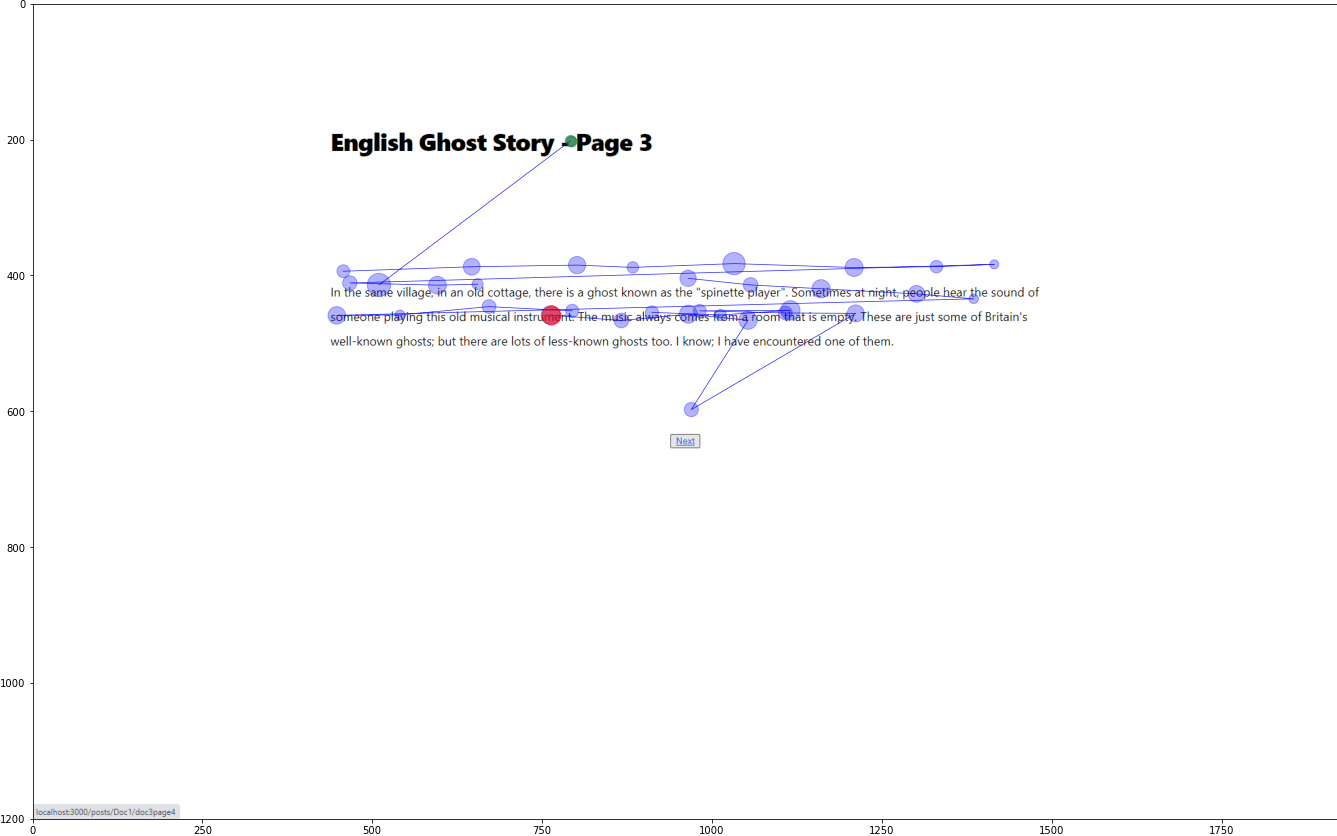 0
200
English Ghost Story - Page 3
400
In the same village, in an old cottage, there is a ghost known as the "spinette player". Sometimes at night, people hear the sound of
someone playing this old musical instrument. The music always comes from a room that is empty. These are just some of Britain's
well-known ghosts; but there are lots of less-known ghosts too. I know; I have encountered one of them.
600
Next
800
1000
localhost:3000/posts/Doc1/doc3page4
1200
0 250 500 750 1000 1250 1500 1750